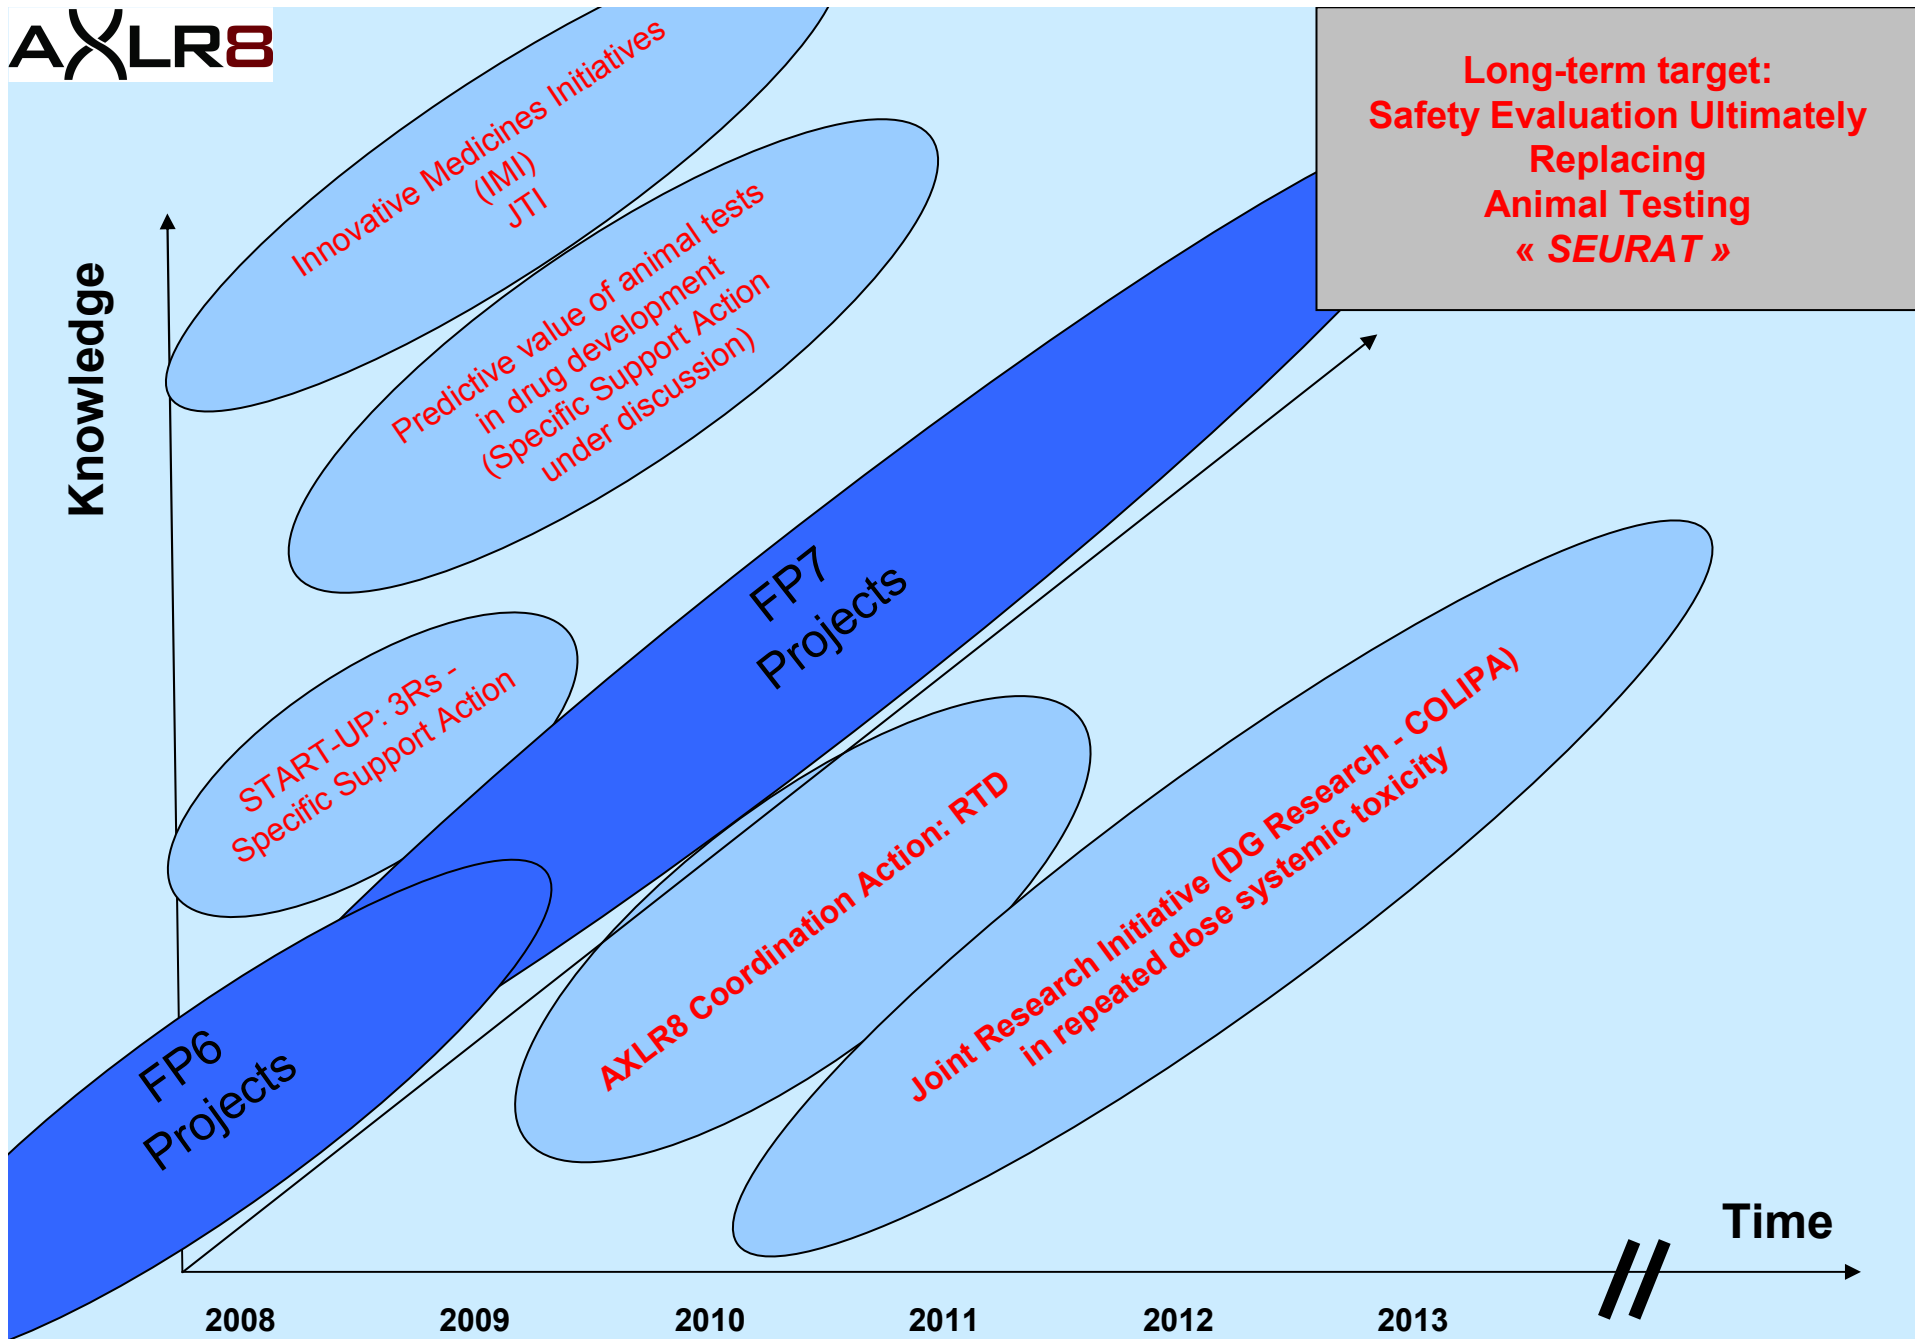 AXLR8
Long-term target:
Safety Evaluation Ultimately
Replacing
Animal Testing
« SEURAT »
Innovative Medicines Initiatives
(IMI)
JTI
Predictive value of animal tests
in drug development
(Specific Support Action
under discussion)
Knowledge
START-UP: 3Rs -
Specific Support Action
FP7
Projects
AXLR8 Coordination Action: RTD
Joint Research Initiative (DG Research - COLIPA)
in repeated dose systemic toxicity
FP6
Projects
Time
2008 2009 2010 2011 2012 2013